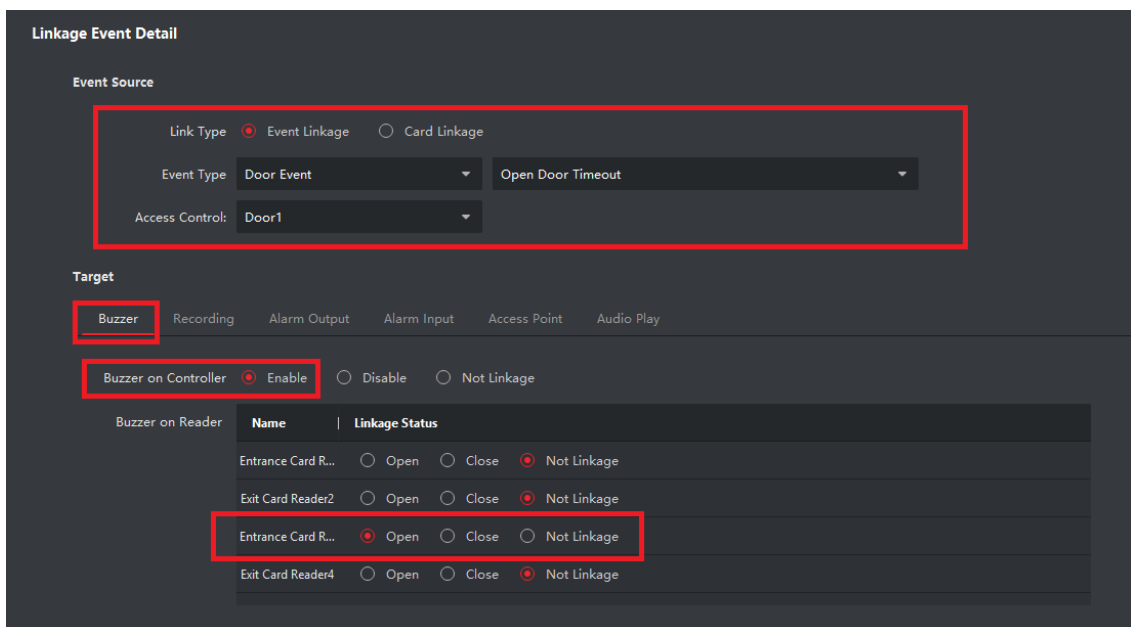 Linkage Event Detail
Event Source
Link Type Event Linkage Card Linkage
Event Type Door Event Open Door Timeout
Access Control: Door1
Target
Buzzer Recording Alarm Output Alarm Input Access Point Audio Play
Buzzer on Controller Enable Disable Not Linkage
Buzzer on Reader Name | Linkage Status
Entrance Card R... Open Close Not Linkage
Exit Card Reader2 Open Close Not Linkage
Entrance Card R... Open Close Not Linkage
Exit Card Reader4 Open Close Not Linkage